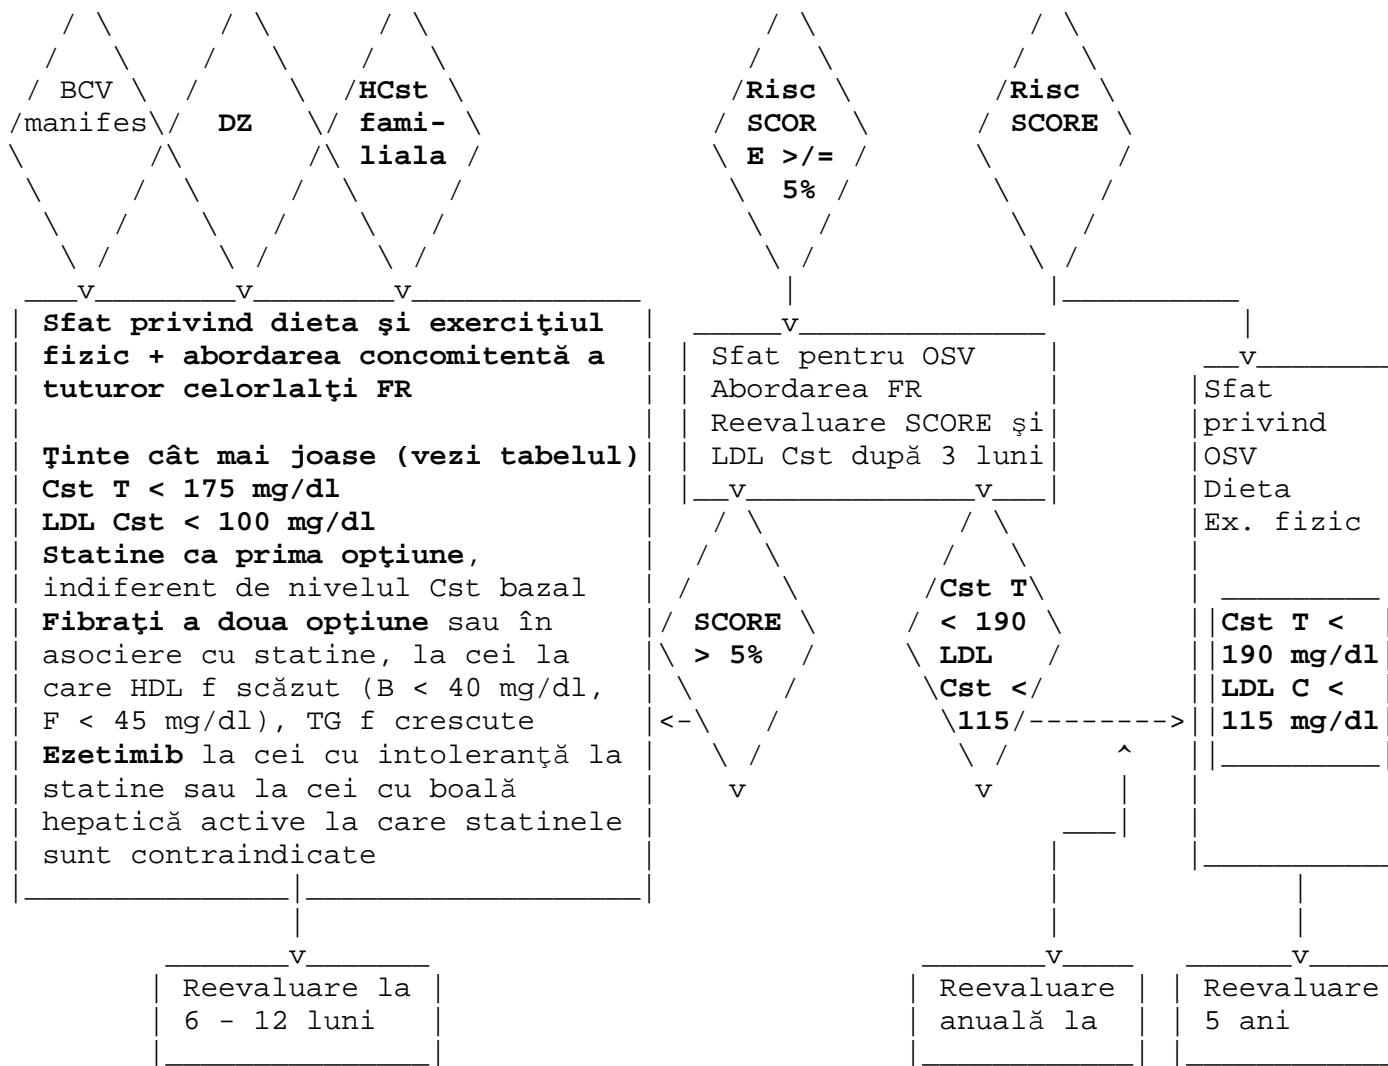 BCV
manifes
DZ
HCst
fami-
liala
Risc
SCOR
E >/=
5%
Risc
SCORE
Sfat privind dieta şi exerciţiul
fizic + abordarea concomitentă a
tuturor celorlalţi FR
Ţinte cât mai joase (vezi tabelul)
Cst T < 175 mg/dl
LDL Cst < 100 mg/dl
Statine ca prima opţiune,
indiferent de nivelul Cst bazal
Fibraţi a doua opţiune sau în
asociere cu statine, la cei la
care HDL f scăzut (B < 40 mg/dl,
F < 45 mg/dl), TG f crescute
Ezetimib la cei cu intoleranţă la
statine sau la cei cu boală
hepatică active la care statinele
sunt contraindicate
Sfat pentru OSV
Abordarea FR
Reevaluare SCORE şi
LDL Cst după 3 luni
SCORE
> 5%
Cst T
< 190
LDL
Cst <
115
Sfat
privind
OSV
Dieta
Ex. fizic
Cst T <
190 mg/dl
LDL C <
115 mg/dl
Reevaluare la
6 - 12 luni
Reevaluare
anuală la
Reevaluare
5 ani